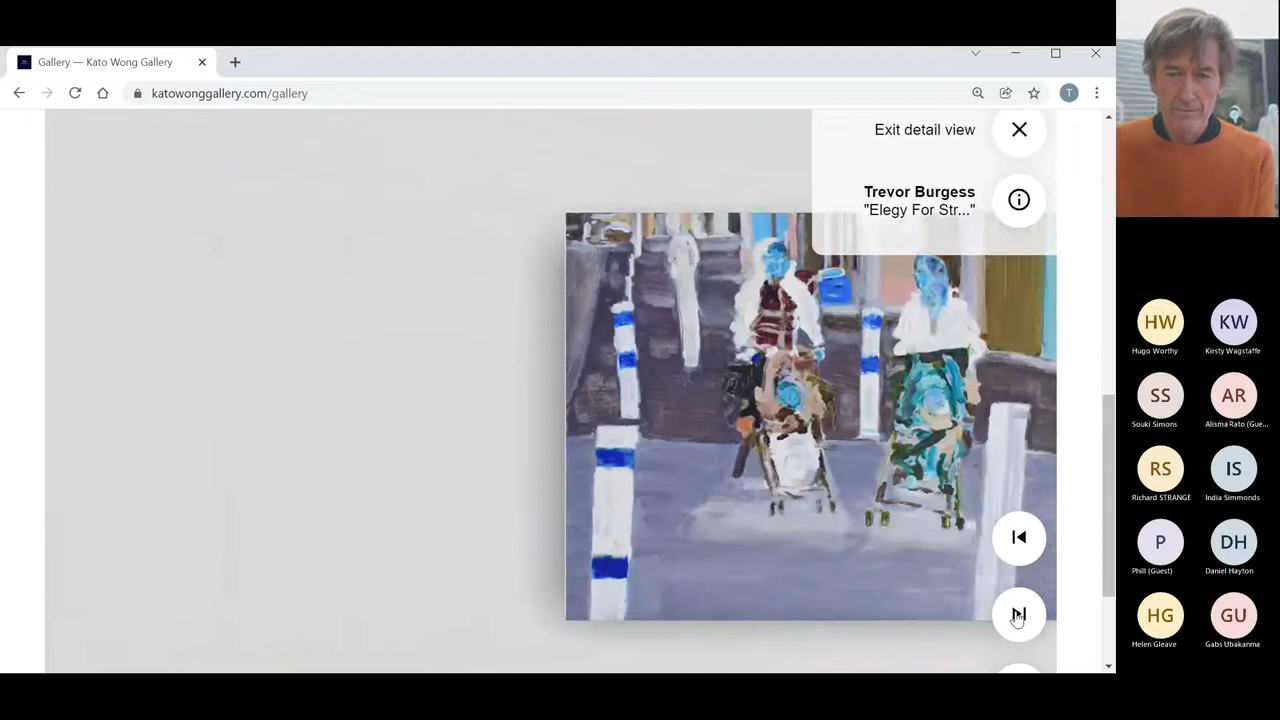 Gallery — Kato Wong Gallery
katowonggallery.com/gallery
T
Exit detail view
Trevor Burgess
"Elegy For Str..."
HW
KW
Hugo Worthy
Kirsty Wagstaffe
SS
AR
Souki Simons
Alisma Rato (Gue...
RS
IS
Richard STRANGE
India Simmonds
P
DH
Phill (Guest)
Daniel Hayton
HG
GU
Helen Gleave
Gabs Ubakanma